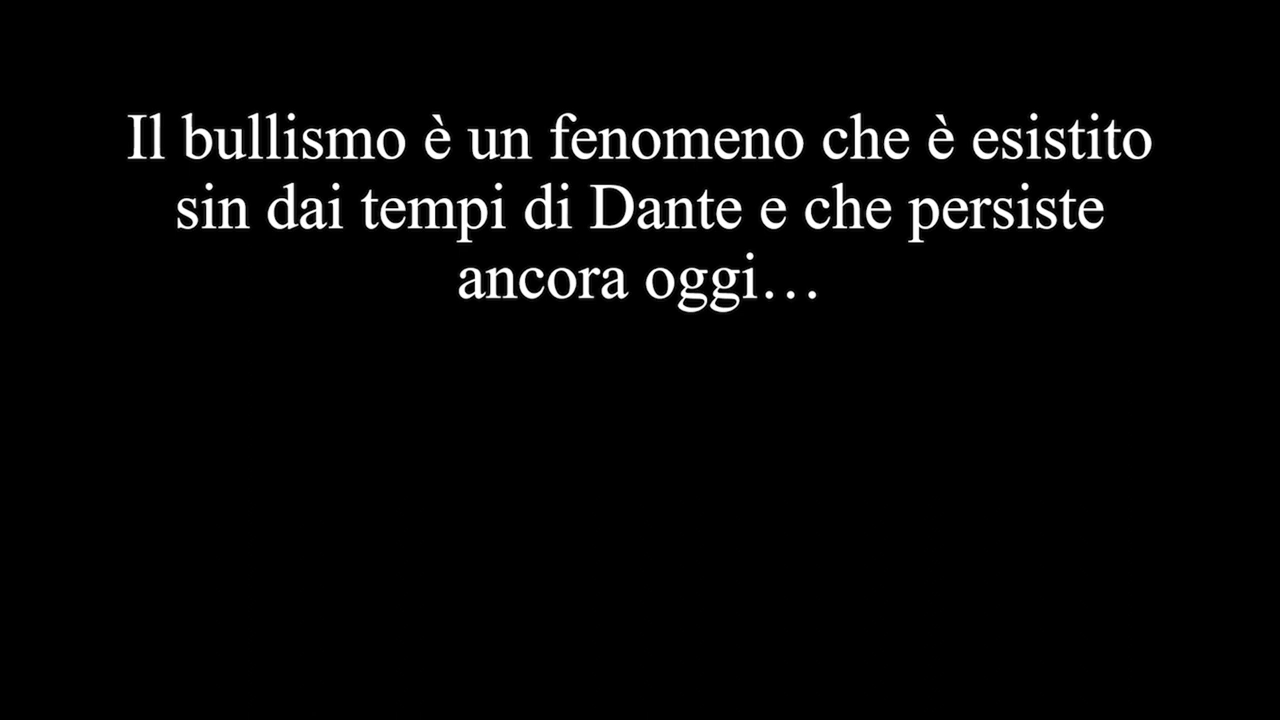 Il bullismo è un fenomeno che è esistito
sin dai tempi di Dante e che persiste
ancora oggi…